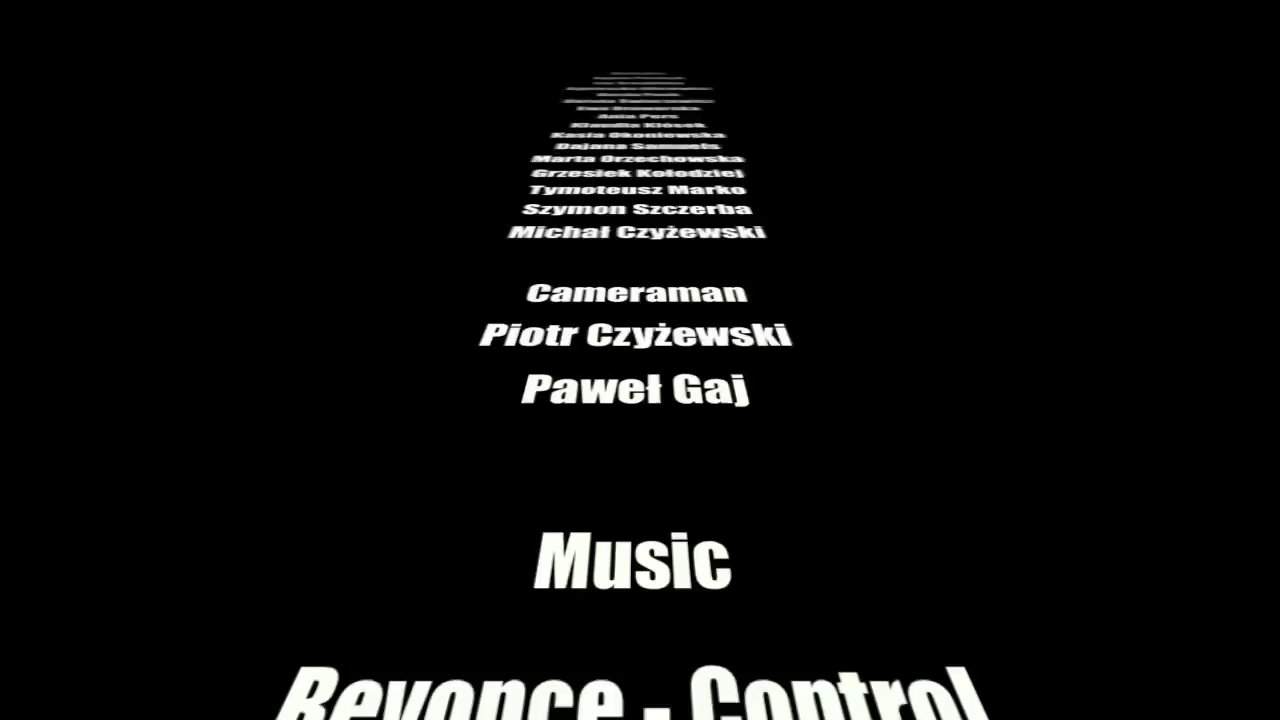 Ania Pers
Klaudia Kłósek
Kasia Okoniewska
Dajana Samuels
Marta Orzechowska
Grzesiek Kołodziej
Tymoteusz Marko
Szymon Szczerba
Michał Czyżewski
Cameraman
Piotr Czyżewski
Paweł Gaj
Music
Beyonce - Control